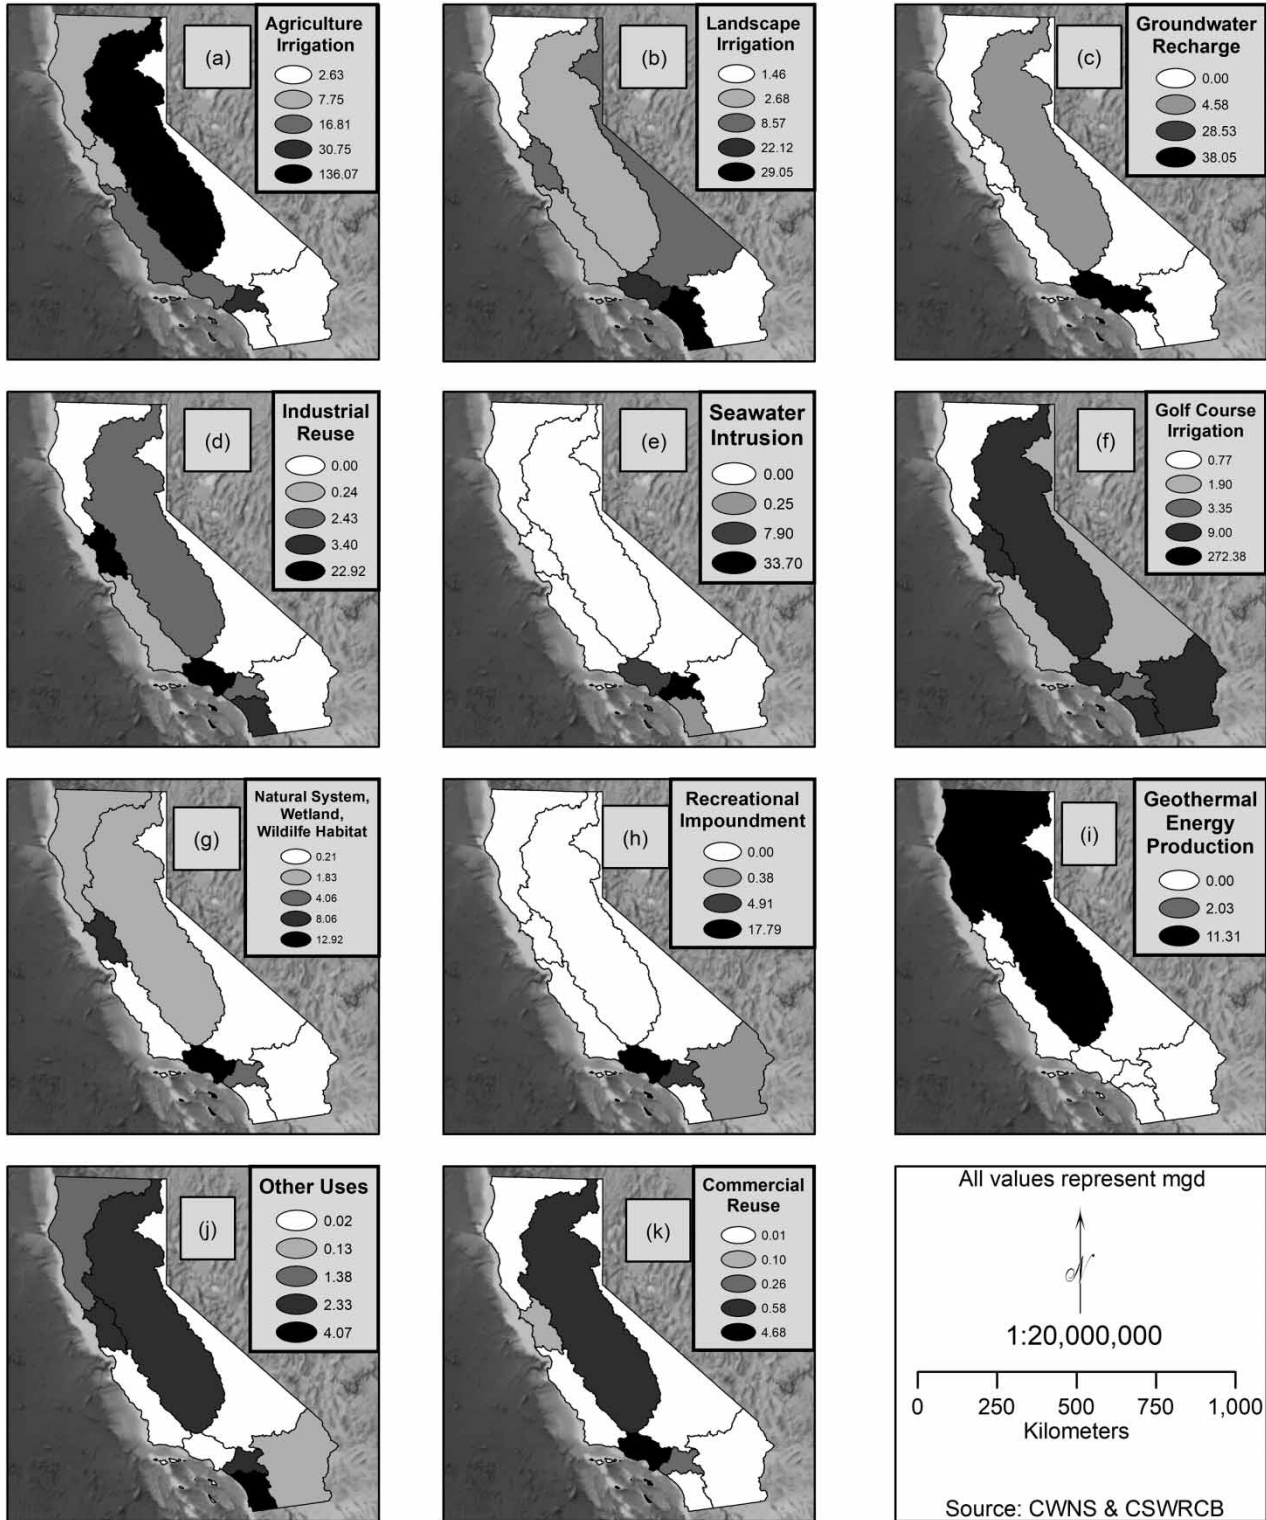 (a)
Agriculture
Irrigation
2.63
7.75
16.81
30.75
136.07
(b)
Landscape
Irrigation
1.46
2.68
8.57
22.12
29.05
(c)
Groundwater
Recharge
0.00
4.58
28.53
38.05
(d)
Industrial
Reuse
0.00
0.24
2.43
3.40
22.92
(e)
Seawater
Intrusion
0.00
0.25
7.90
33.70
(f)
Golf Course
Irrigation
0.77
1.90
3.35
9.00
272.38
(g)
Natural System,
Wetland,
Wildilfe Habitat
0.21
1.83
4.06
8.06
12.92
(h)
Recreational
Impoundment
0.00
0.38
4.91
17.79
(i)
Geothermal
Energy
Production
0.00
2.03
11.31
(j)
Other Uses
0.02
0.13
1.38
2.33
4.07
(k)
Commercial
Reuse
0.01
0.10
0.26
0.58
4.68
All values represent mgd
N
1:20,000,000
0 250 500 750 1,000
Kilometers
Source: CWNS & CSWRCB